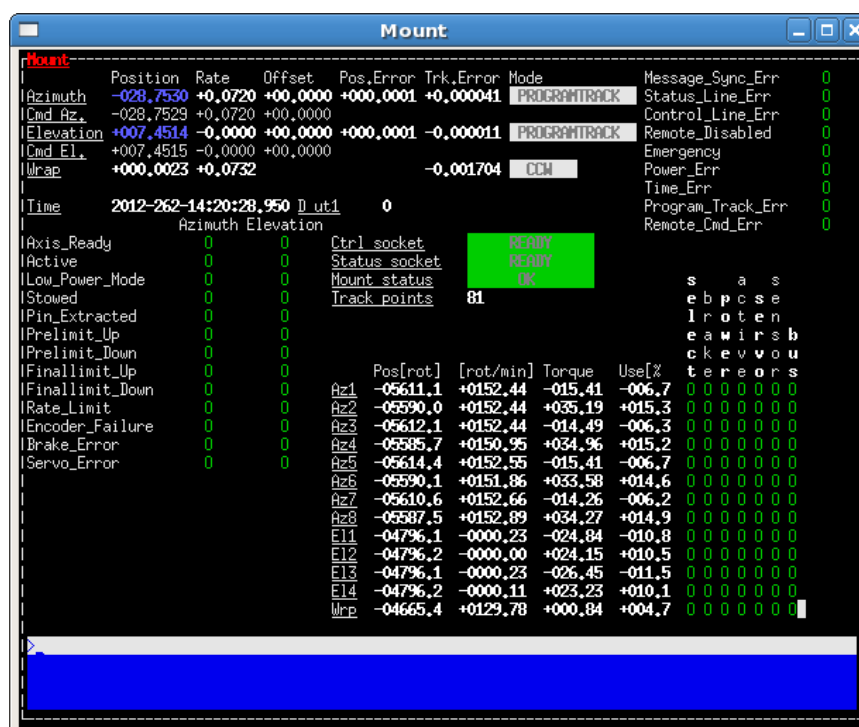 Mount
Mount
Position Rate Offset Pos.Error Trk.Error Mode Message_Sync_Err 0
Azimuth -028.7530 +0.0720 +00.0000 +000.0001 +0.000041 PROGRAMTRACK Status_Line_Err 0
Cmd Az. -028.7529 +0.0720 +00.0000 Control_Line_Err 0
Elevation +007.4514 -0.0000 +00.0000 +000.0001 -0.000011 PROGRAMTRACK Remote_Disabled 0
Cmd El. +007.4515 -0.0000 +00.0000 Emergency 0
Wrap +000.0023 +0.0732 -0.001704 CCW Power_Err 0
Time_Err 0
Time 2012-262-14:20:28.950 D_ut1 0 Program_Track_Err 0
Azimuth Elevation Remote_Cmd_Err 0
Axis_Ready 0 0 Ctrl socket READY
Active 0 0 Status socket READY
Low_Power_Mode 0 0 Mount status OK s a s
Stowed 0 0 Track points 81 e b p c s e
Pin_Extracted 0 0 l r o t e n
Prelimit_Up 0 0 e a w i r s b
Prelimit_Down 0 0 c k e v v o u
Finallimit_Up 0 0 Pos[rot] [rot/min] Torque Use[% t e r e o r s
Finallimit_Down 0 0 Az1 -05611.1 +0152.44 -015.41 -006.7 0 0 0 0 0 0 0
Rate_Limit 0 0 Az2 -05590.0 +0152.44 +035.19 +015.3 0 0 0 0 0 0 0
Encoder_Failure 0 0 Az3 -05612.1 +0152.44 -014.49 -006.3 0 0 0 0 0 0 0
Brake_Error 0 0 Az4 -05585.7 +0150.95 +034.96 +015.2 0 0 0 0 0 0 0
Servo_Error 0 0 Az5 -05614.4 +0152.55 -015.41 -006.7 0 0 0 0 0 0 0
Az6 -05590.1 +0151.86 +033.58 +014.6 0 0 0 0 0 0 0
Az7 -05610.6 +0152.66 -014.26 -006.2 0 0 0 0 0 0 0
Az8 -05587.5 +0152.89 +034.27 +014.9 0 0 0 0 0 0 0
El1 -04796.1 -0000.23 -024.84 -010.8 0 0 0 0 0 0 0
El2 -04796.2 -0000.00 +024.15 +010.5 0 0 0 0 0 0 0
El3 -04796.1 -0000.23 -026.45 -011.5 0 0 0 0 0 0 0
El4 -04796.2 -0000.11 +023.23 +010.1 0 0 0 0 0 0 0
Wrp -04665.4 +0129.78 +000.84 +004.7 0 0 0 0 0 0 0
>